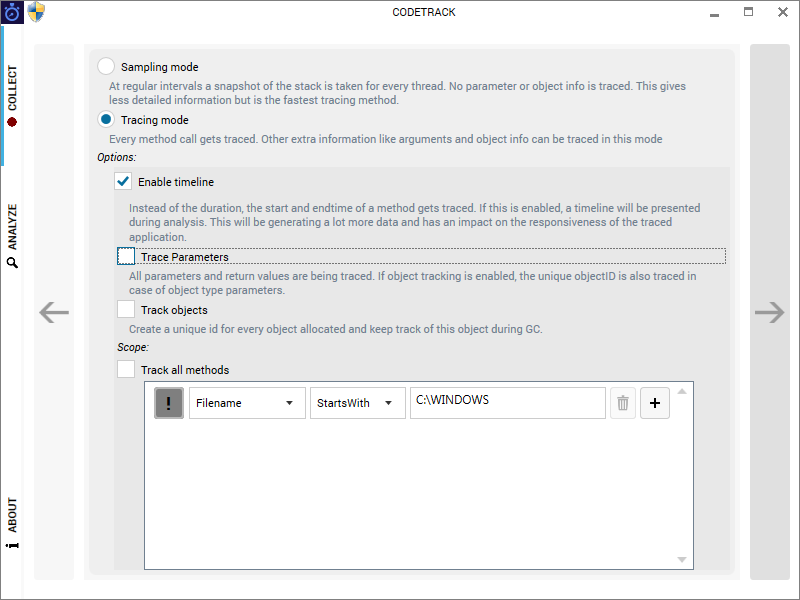 CODETRACK
COLLECT
ANALYZE
ABOUT
Sampling mode
At regular intervals a snapshot of the stack is taken for every thread. No parameter or object info is traced. This gives
less detailed information but is the fastest tracing method.
Tracing mode
Every method call gets traced. Other extra information like arguments and object info can be traced in this mode
Options:
Enable timeline
Instead of the duration, the start and endtime of a method gets traced. If this is enabled, a timeline will be presented
during analysis. This will be generating a lot more data and has an impact on the responsiveness of the traced
application.
Trace Parameters
All parameters and return values are being traced. If object tracking is enabled, the unique objectID is also traced in
case of object type parameters.
Track objects
Create a unique id for every object allocated and keep track of this object during GC.
Scope:
Track all methods
! Filename StartsWith C:\WINDOWS +